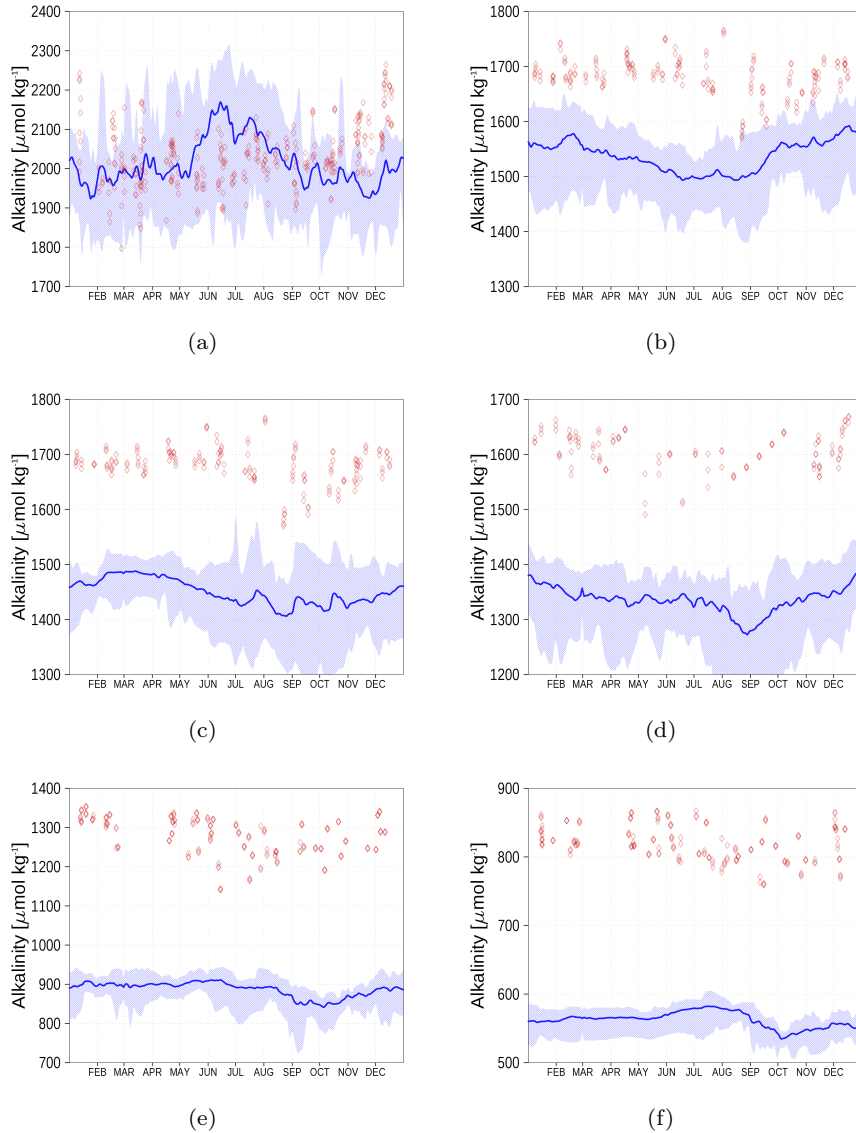 2400
2300
2200
2100
2000
1900
1800
1700
Alkalinity [μmol kg⁻¹]
FEB MAR APR MAY JUN JUL AUG SEP OCT NOV DEC
(a)
1800
1700
1600
1500
1400
1300
Alkalinity [μmol kg⁻¹]
FEB MAR APR MAY JUN JUL AUG SEP OCT NOV DEC
(b)
1800
1700
1600
1500
1400
1300
Alkalinity [μmol kg⁻¹]
FEB MAR APR MAY JUN JUL AUG SEP OCT NOV DEC
(c)
1700
1600
1500
1400
1300
1200
Alkalinity [μmol kg⁻¹]
FEB MAR APR MAY JUN JUL AUG SEP OCT NOV DEC
(d)
1400
1300
1200
1100
1000
900
800
700
Alkalinity [μmol kg⁻¹]
FEB MAR APR MAY JUN JUL AUG SEP OCT NOV DEC
(e)
900
800
700
600
500
Alkalinity [μmol kg⁻¹]
FEB MAR APR MAY JUN JUL AUG SEP OCT NOV DEC
(f)